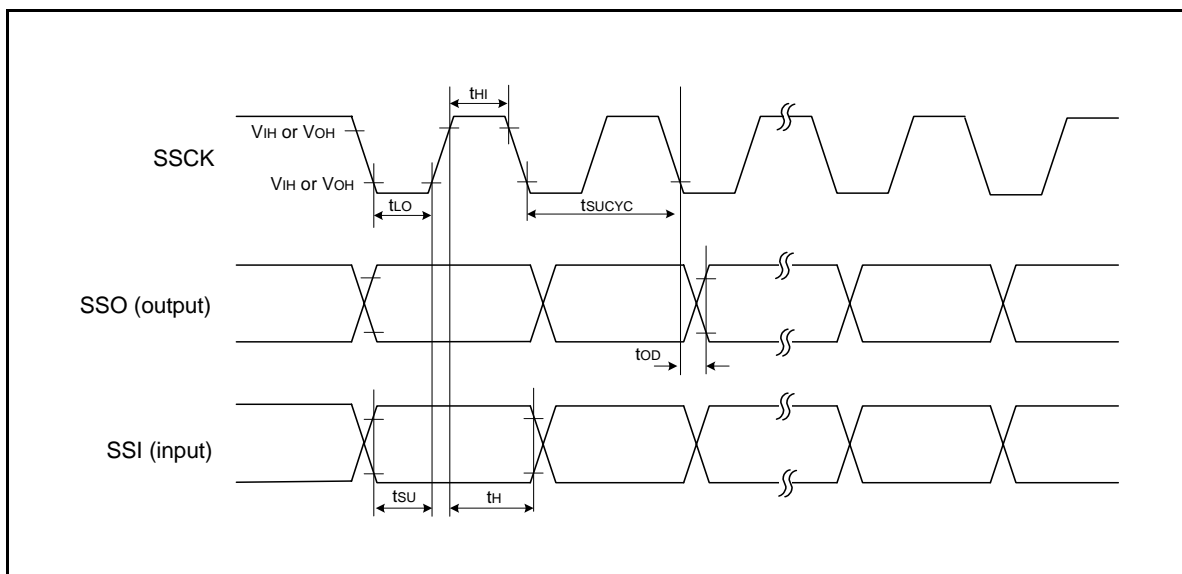 tHI
VIH or VOH
SSCK
VIH or VOH
tLO
tSUCYC
SSO (output)
tOD
SSI (input)
tSU
tH